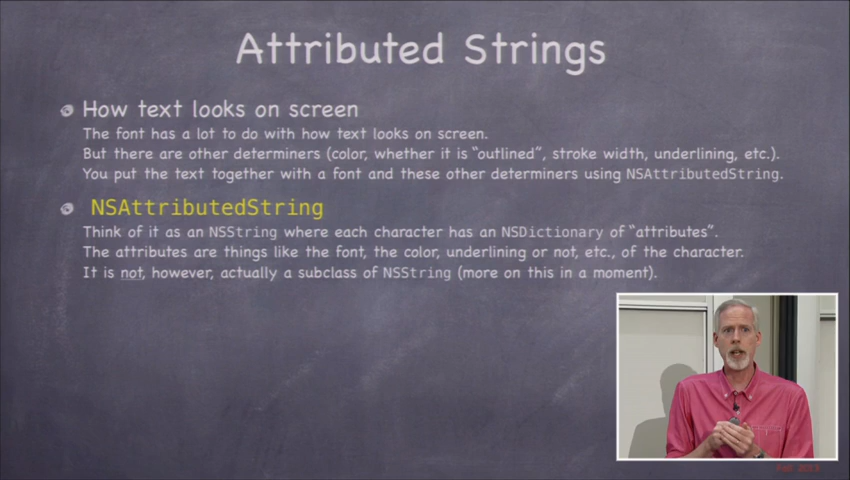 Attributed Strings
How text looks on screen
The font has a lot to do with how text looks on screen.
But there are other determiners (color, whether it is “outlined”, stroke width, underlining, etc.).
You put the text together with a font and these other determiners using NSAttributedString.
NSAttributedString
Think of it as an NSString where each character has an NSDictionary of “attributes”.
The attributes are things like the font, the color, underlining or not, etc., of the character.
It is not, however, actually a subclass of NSString (more on this in a moment).
Fall 2013